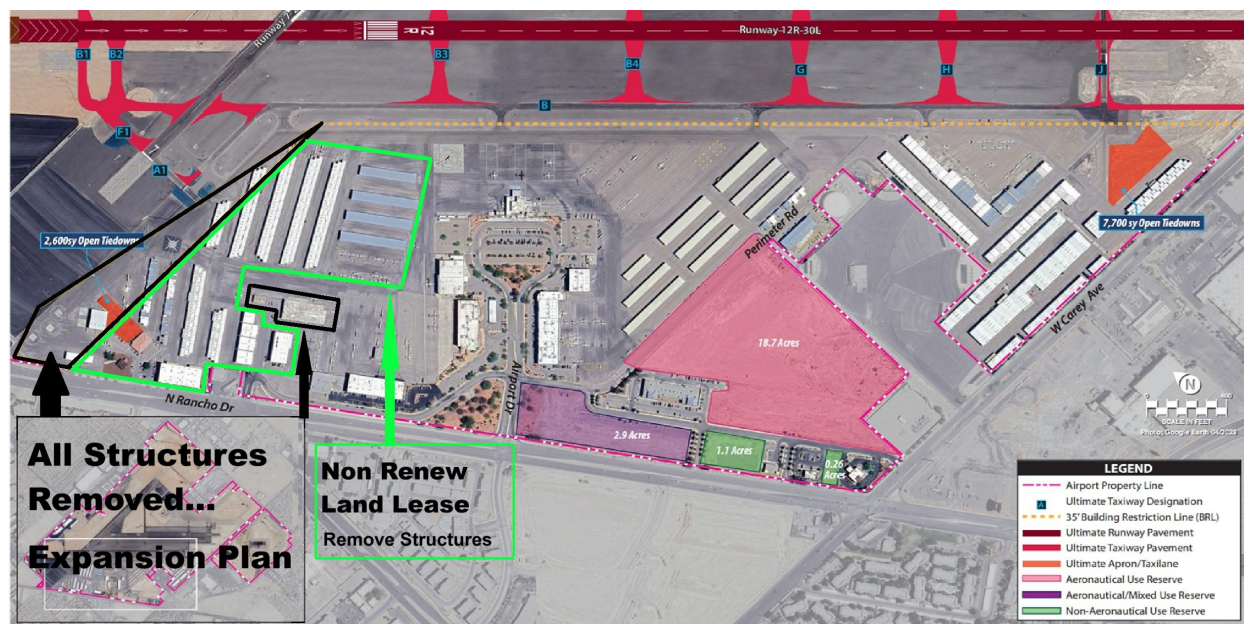 Runway 7
12
R
Runway 12R-30L
B1
B2
B3
B4
G
H
J
B
F1
A1
2,600sy Open Tiedowns
7,700 sy Open Tiedowns
Perimeter Rd
W Carey Ave
18.7 Acres
Airport Dr
N Rancho Dr
2.9 Acres
1.1 Acres
0.26
Acres
N
0
400
SCALE IN FEET
Photo: Google Earth 04/2023
All Structures
Removed...
Expansion Plan
Non Renew
Land Lease
Remove Structures
LEGEND
Airport Property Line
A
Ultimate Taxiway Designation
35' Building Restriction Line (BRL)
Ultimate Runway Pavement
Ultimate Taxiway Pavement
Ultimate Apron/Taxilane
Aeronautical Use Reserve
Aeronautical/Mixed Use Reserve
Non-Aeronautical Use Reserve